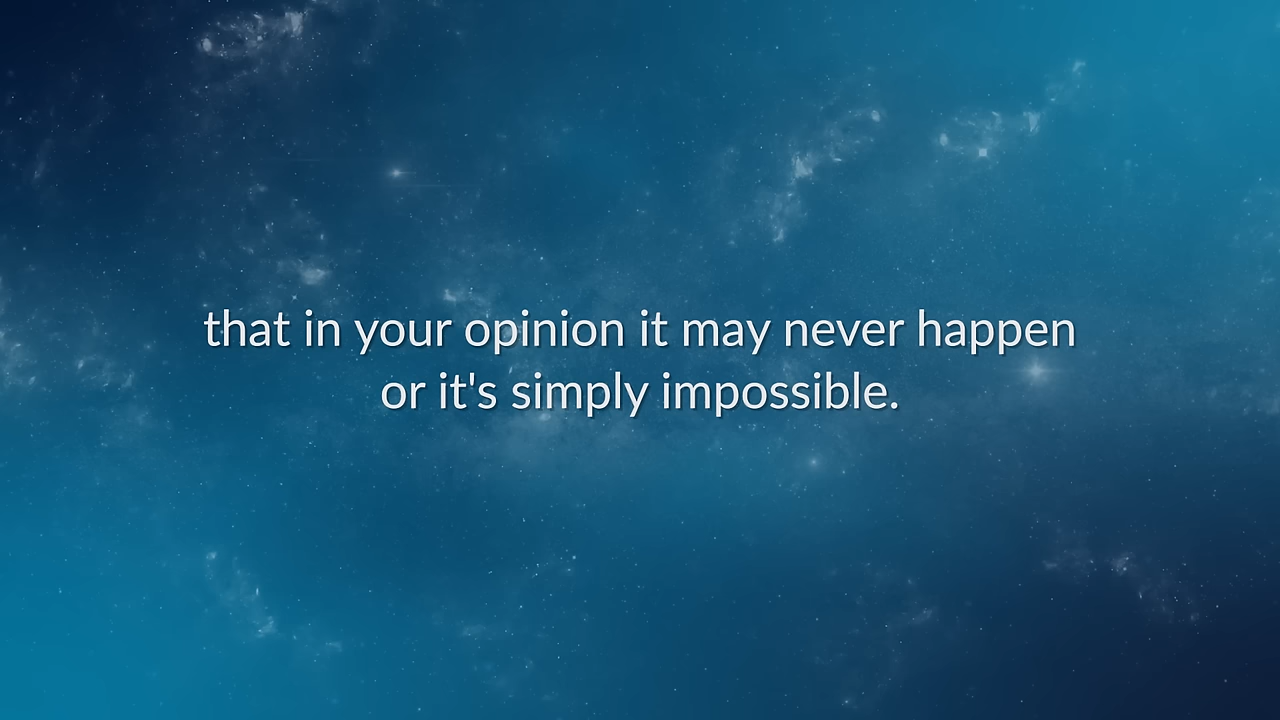 that in your opinion it may never happen
or it's simply impossible.